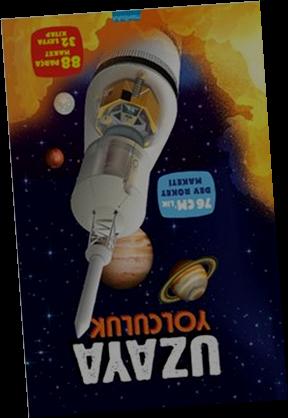 UZAYA
YOLCULUK
76 CM'LİK
DEV ROKET
MAKETİ
88 PARÇA
MAKET
32 SAYFA
KİTAP